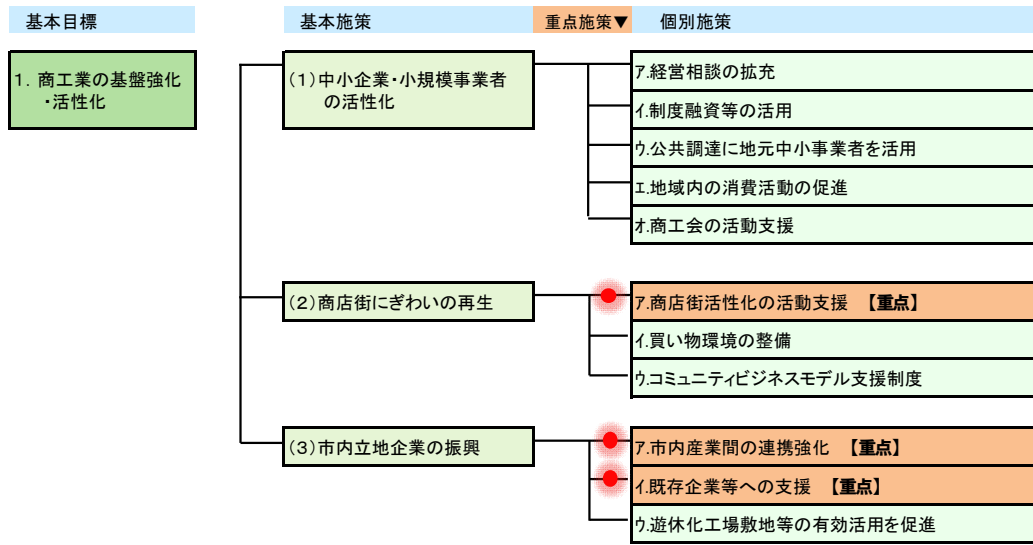 基本目標
基本施策
重点施策▼
個別施策
1. 商工業の基盤強化
・活性化
(1)中小企業・小規模事業者
の活性化
ｱ.経営相談の拡充
ｲ.制度融資等の活用
ｳ.公共調達に地元中小事業者を活用
ｴ.地域内の消費活動の促進
ｵ.商工会の活動支援
(2)商店街にぎわいの再生
ｱ.商店街活性化の活動支援 【重点】
ｲ.買い物環境の整備
ｳ.コミュニティビジネスモデル支援制度
(3)市内立地企業の振興
ｱ.市内産業間の連携強化 【重点】
ｲ.既存企業等への支援 【重点】
ｳ.遊休化工場敷地等の有効活用を促進